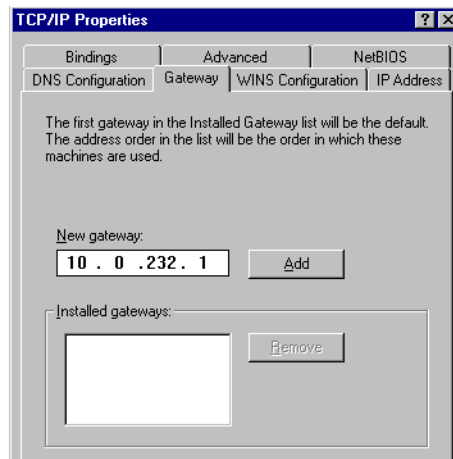 TCP/IP Properties
Bindings Advanced NetBIOS
DNS Configuration Gateway WINS Configuration IP Address
The first gateway in the Installed Gateway list will be the default.
The address order in the list will be the order in which these
machines are used.
New gateway:
10 . 0 .232. 1 Add
Installed gateways:
Remove